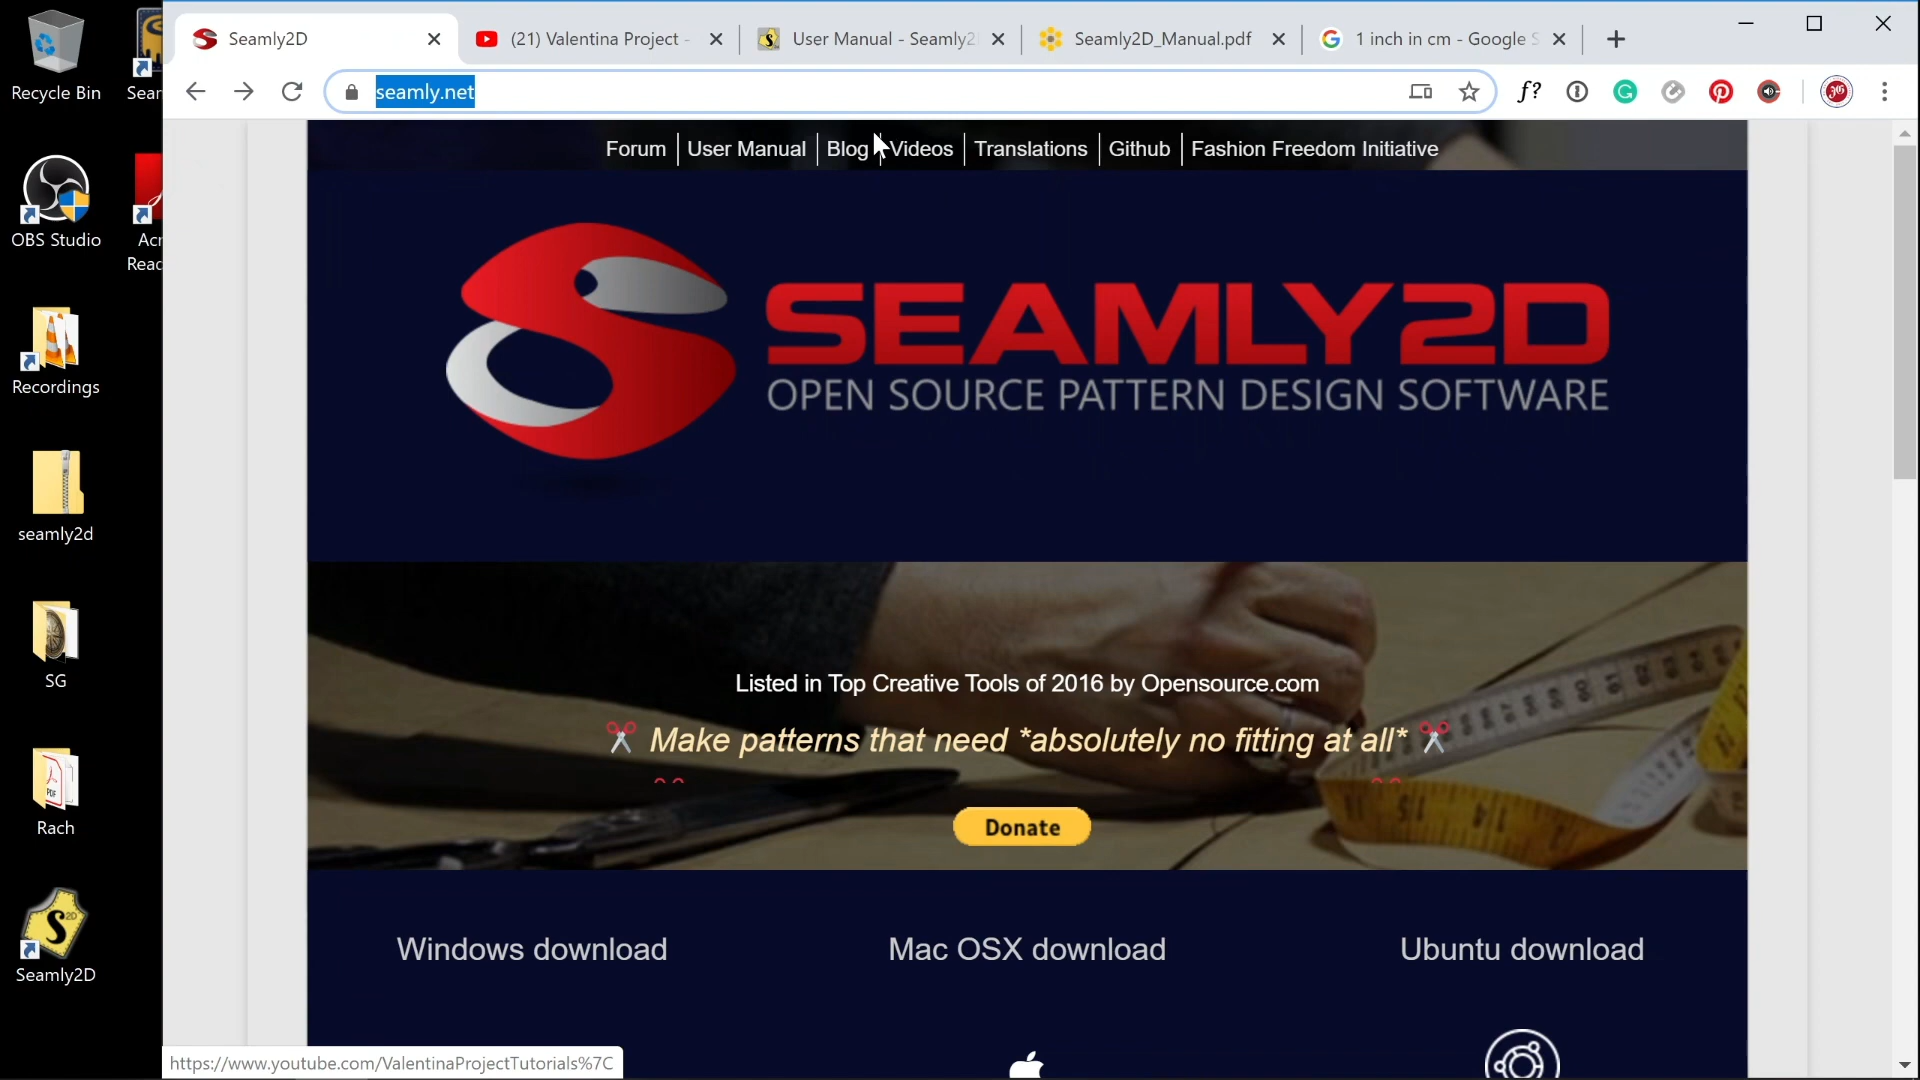 Recycle Bin
Sear
OBS Studio
Acr
Read
Recordings
seamly2d
SG
PDF
Rach
S 2D
Seamly2D
Seamly2D
(21) Valentina Project -
User Manual - Seamly2
Seamly2D_Manual.pdf
1 inch in cm - Google S
seamly.net
f?
Forum
User Manual
Blog
Videos
Translations
Github
Fashion Freedom Initiative
SEAMLY2D
OPEN SOURCE PATTERN DESIGN SOFTWARE
Listed in Top Creative Tools of 2016 by Opensource.com
Make patterns that need *absolutely no fitting at all*
Donate
Windows download
Mac OSX download
Ubuntu download
https://www.youtube.com/ValentinaProjectTutorials%7C